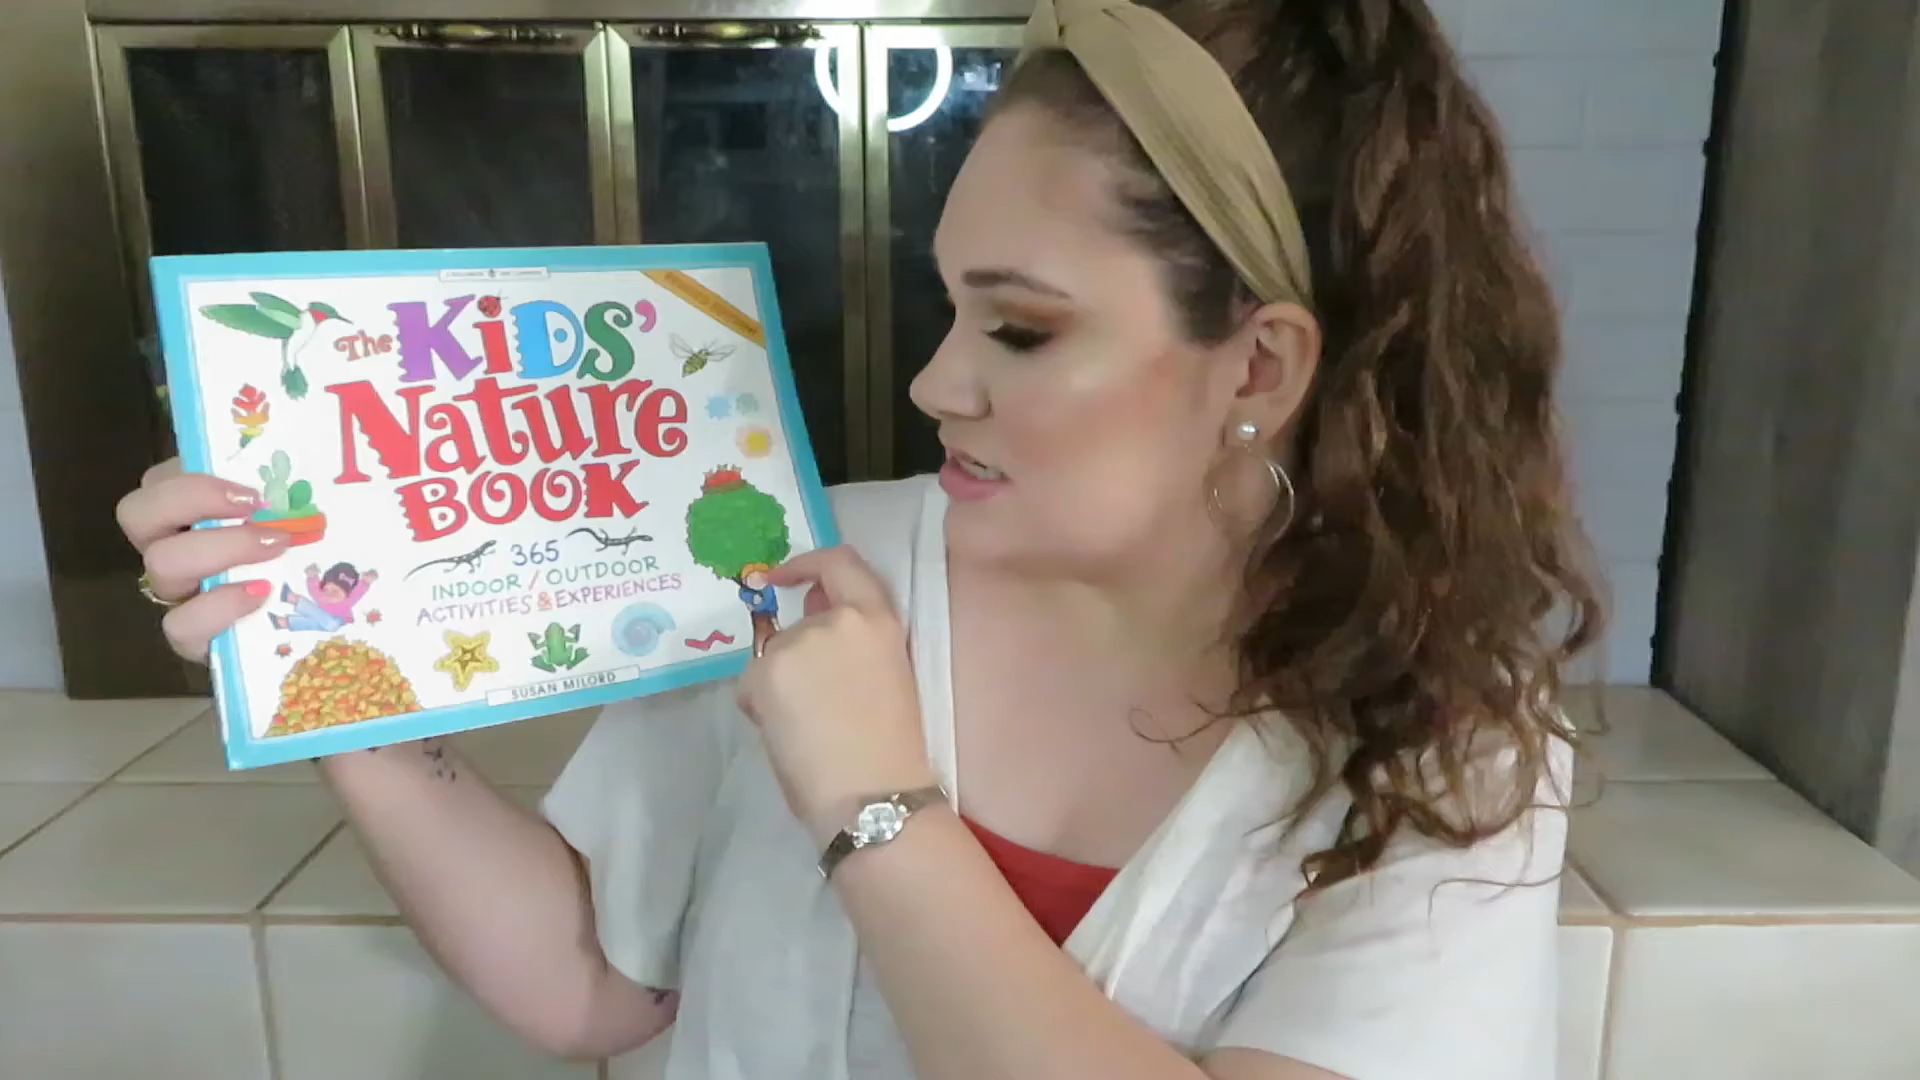 The KiDS'
Nature
BOOK
365
INDOOR / OUTDOOR
ACTIVITIES & EXPERIENCES
SUSAN MILORD